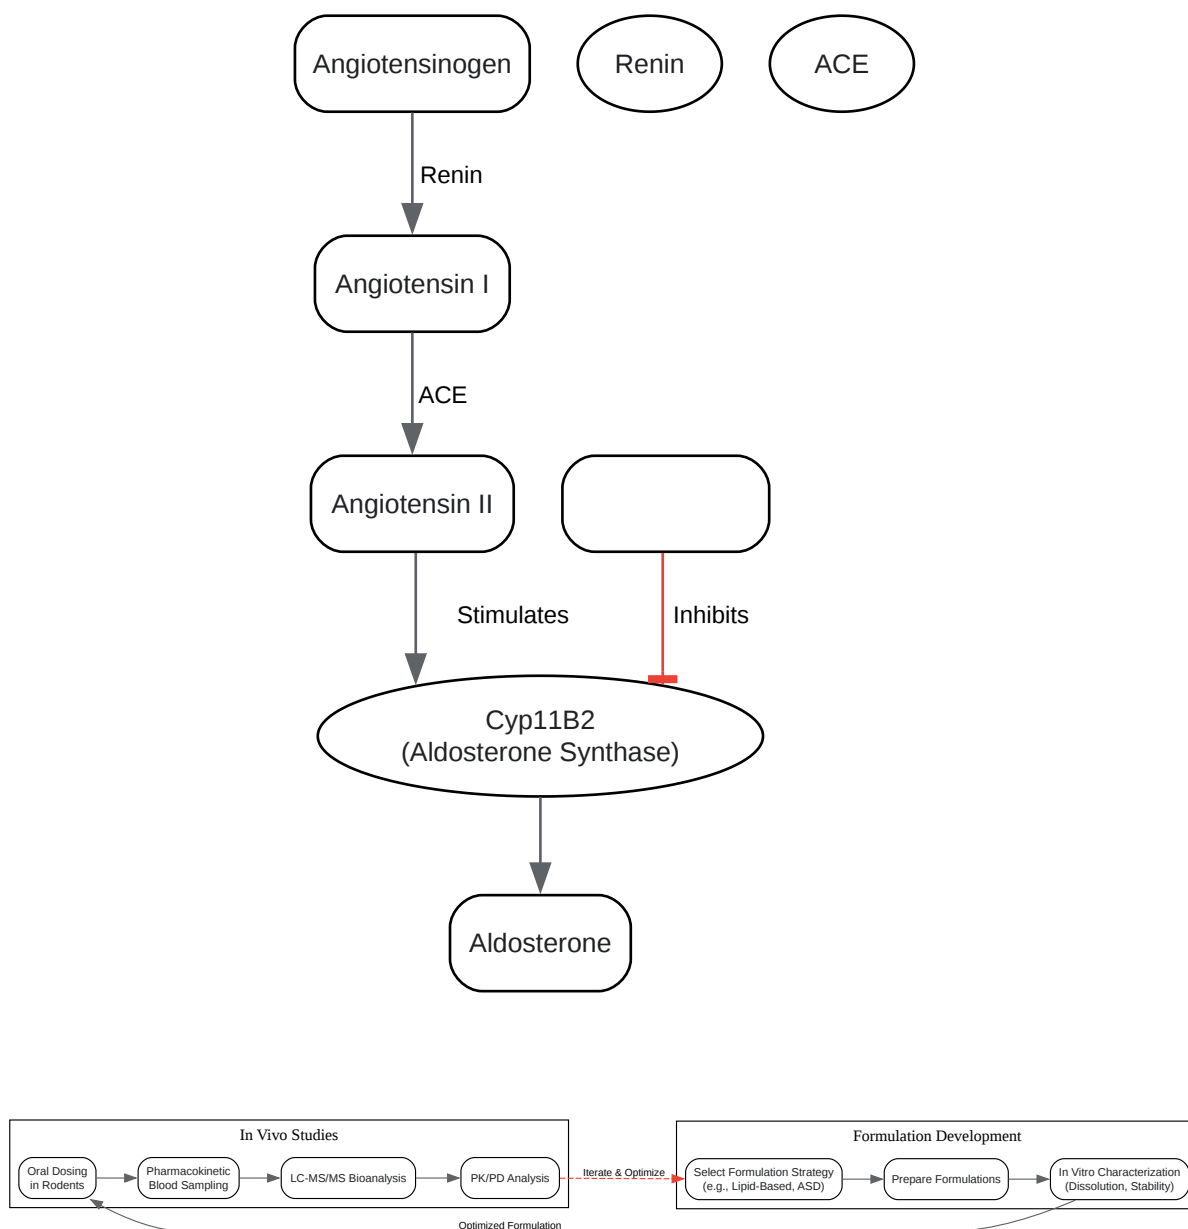 Angiotensinogen
Renin
ACE
Renin
Angiotensin I
ACE
Angiotensin II
Stimulates
Inhibits
Cyp11B2
(Aldosterone Synthase)
Aldosterone
In Vivo Studies
Oral Dosing
in Rodents
Pharmacokinetic
Blood Sampling
LC-MS/MS Bioanalysis
PK/PD Analysis
Iterate & Optimize
Formulation Development
Select Formulation Strategy
(e.g., Lipid-Based, ASD)
Prepare Formulations
In Vitro Characterization
(Dissolution, Stability)
Optimized Formulation